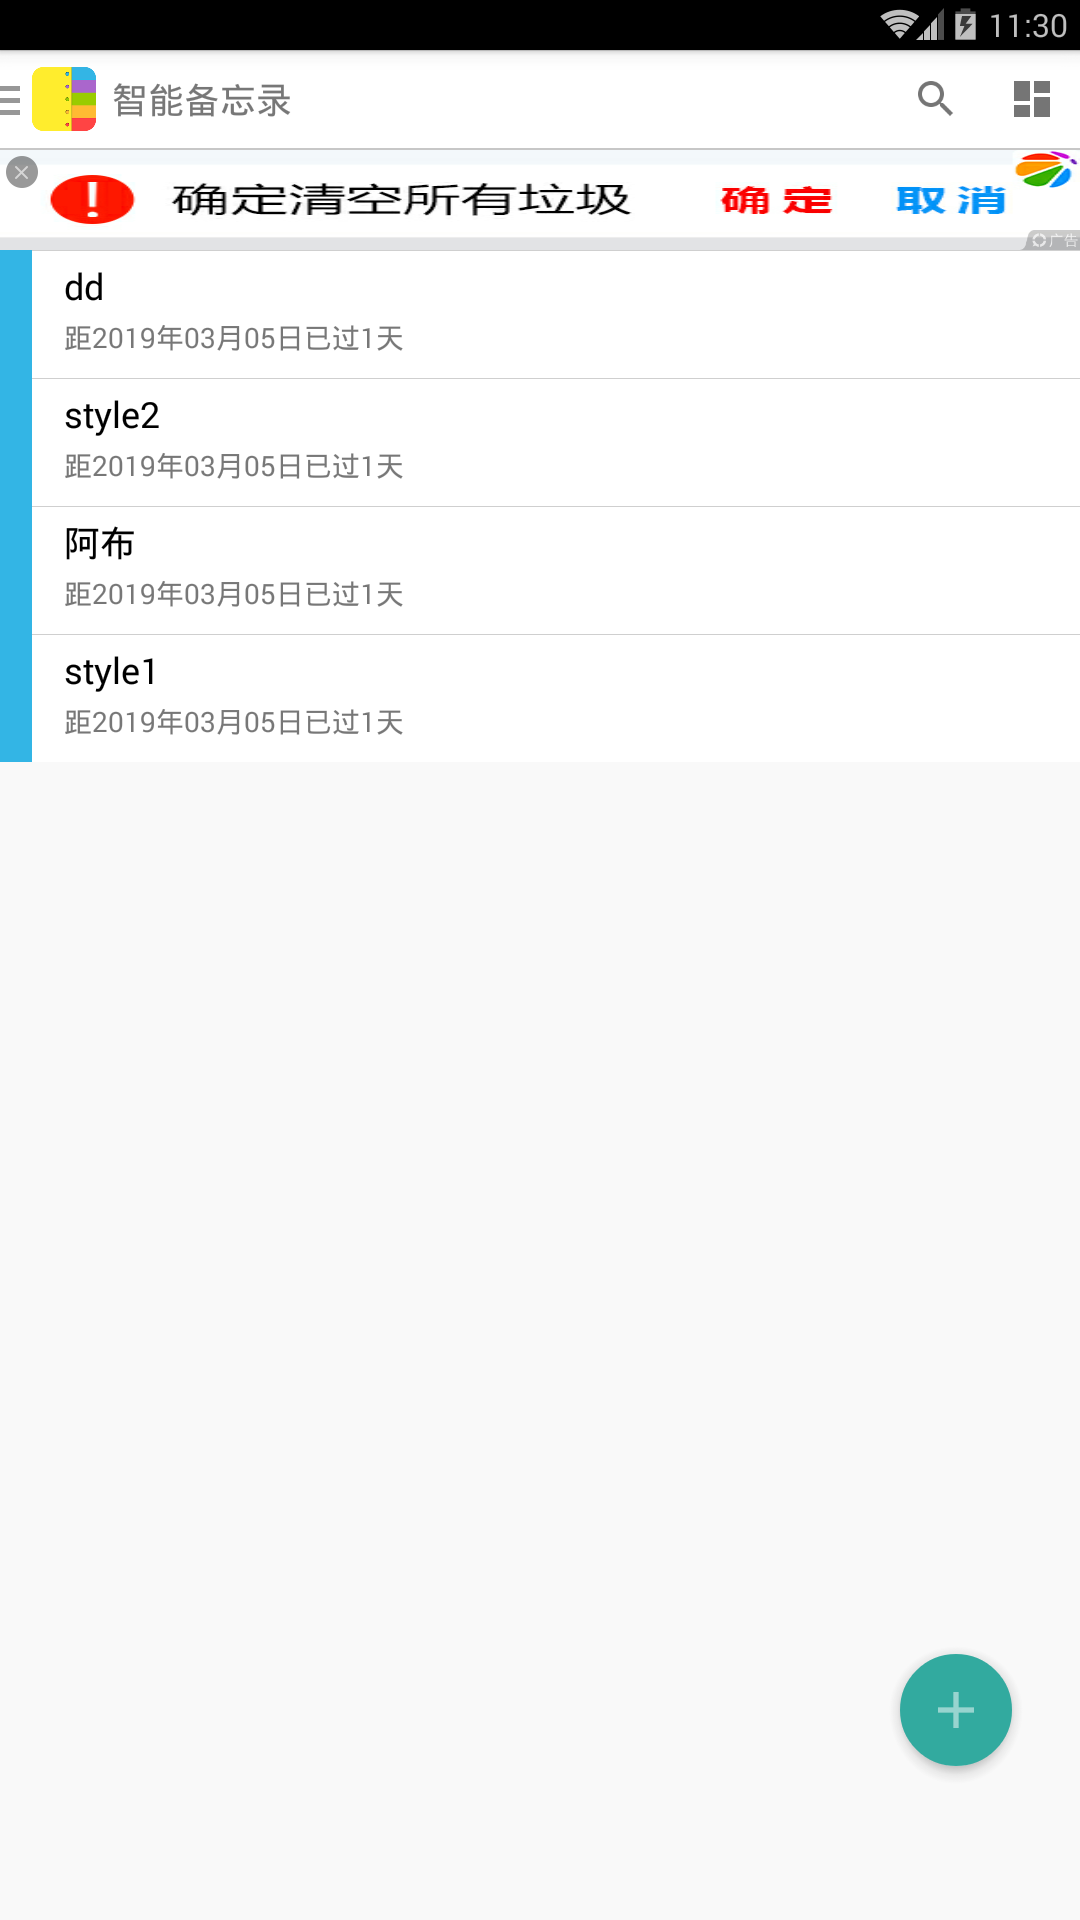 11:30
智能备忘录
确定清空所有垃圾 确定 取消
广告
dd
距2019年03月05日已过1天
style2
距2019年03月05日已过1天
阿布
距2019年03月05日已过1天
style1
距2019年03月05日已过1天